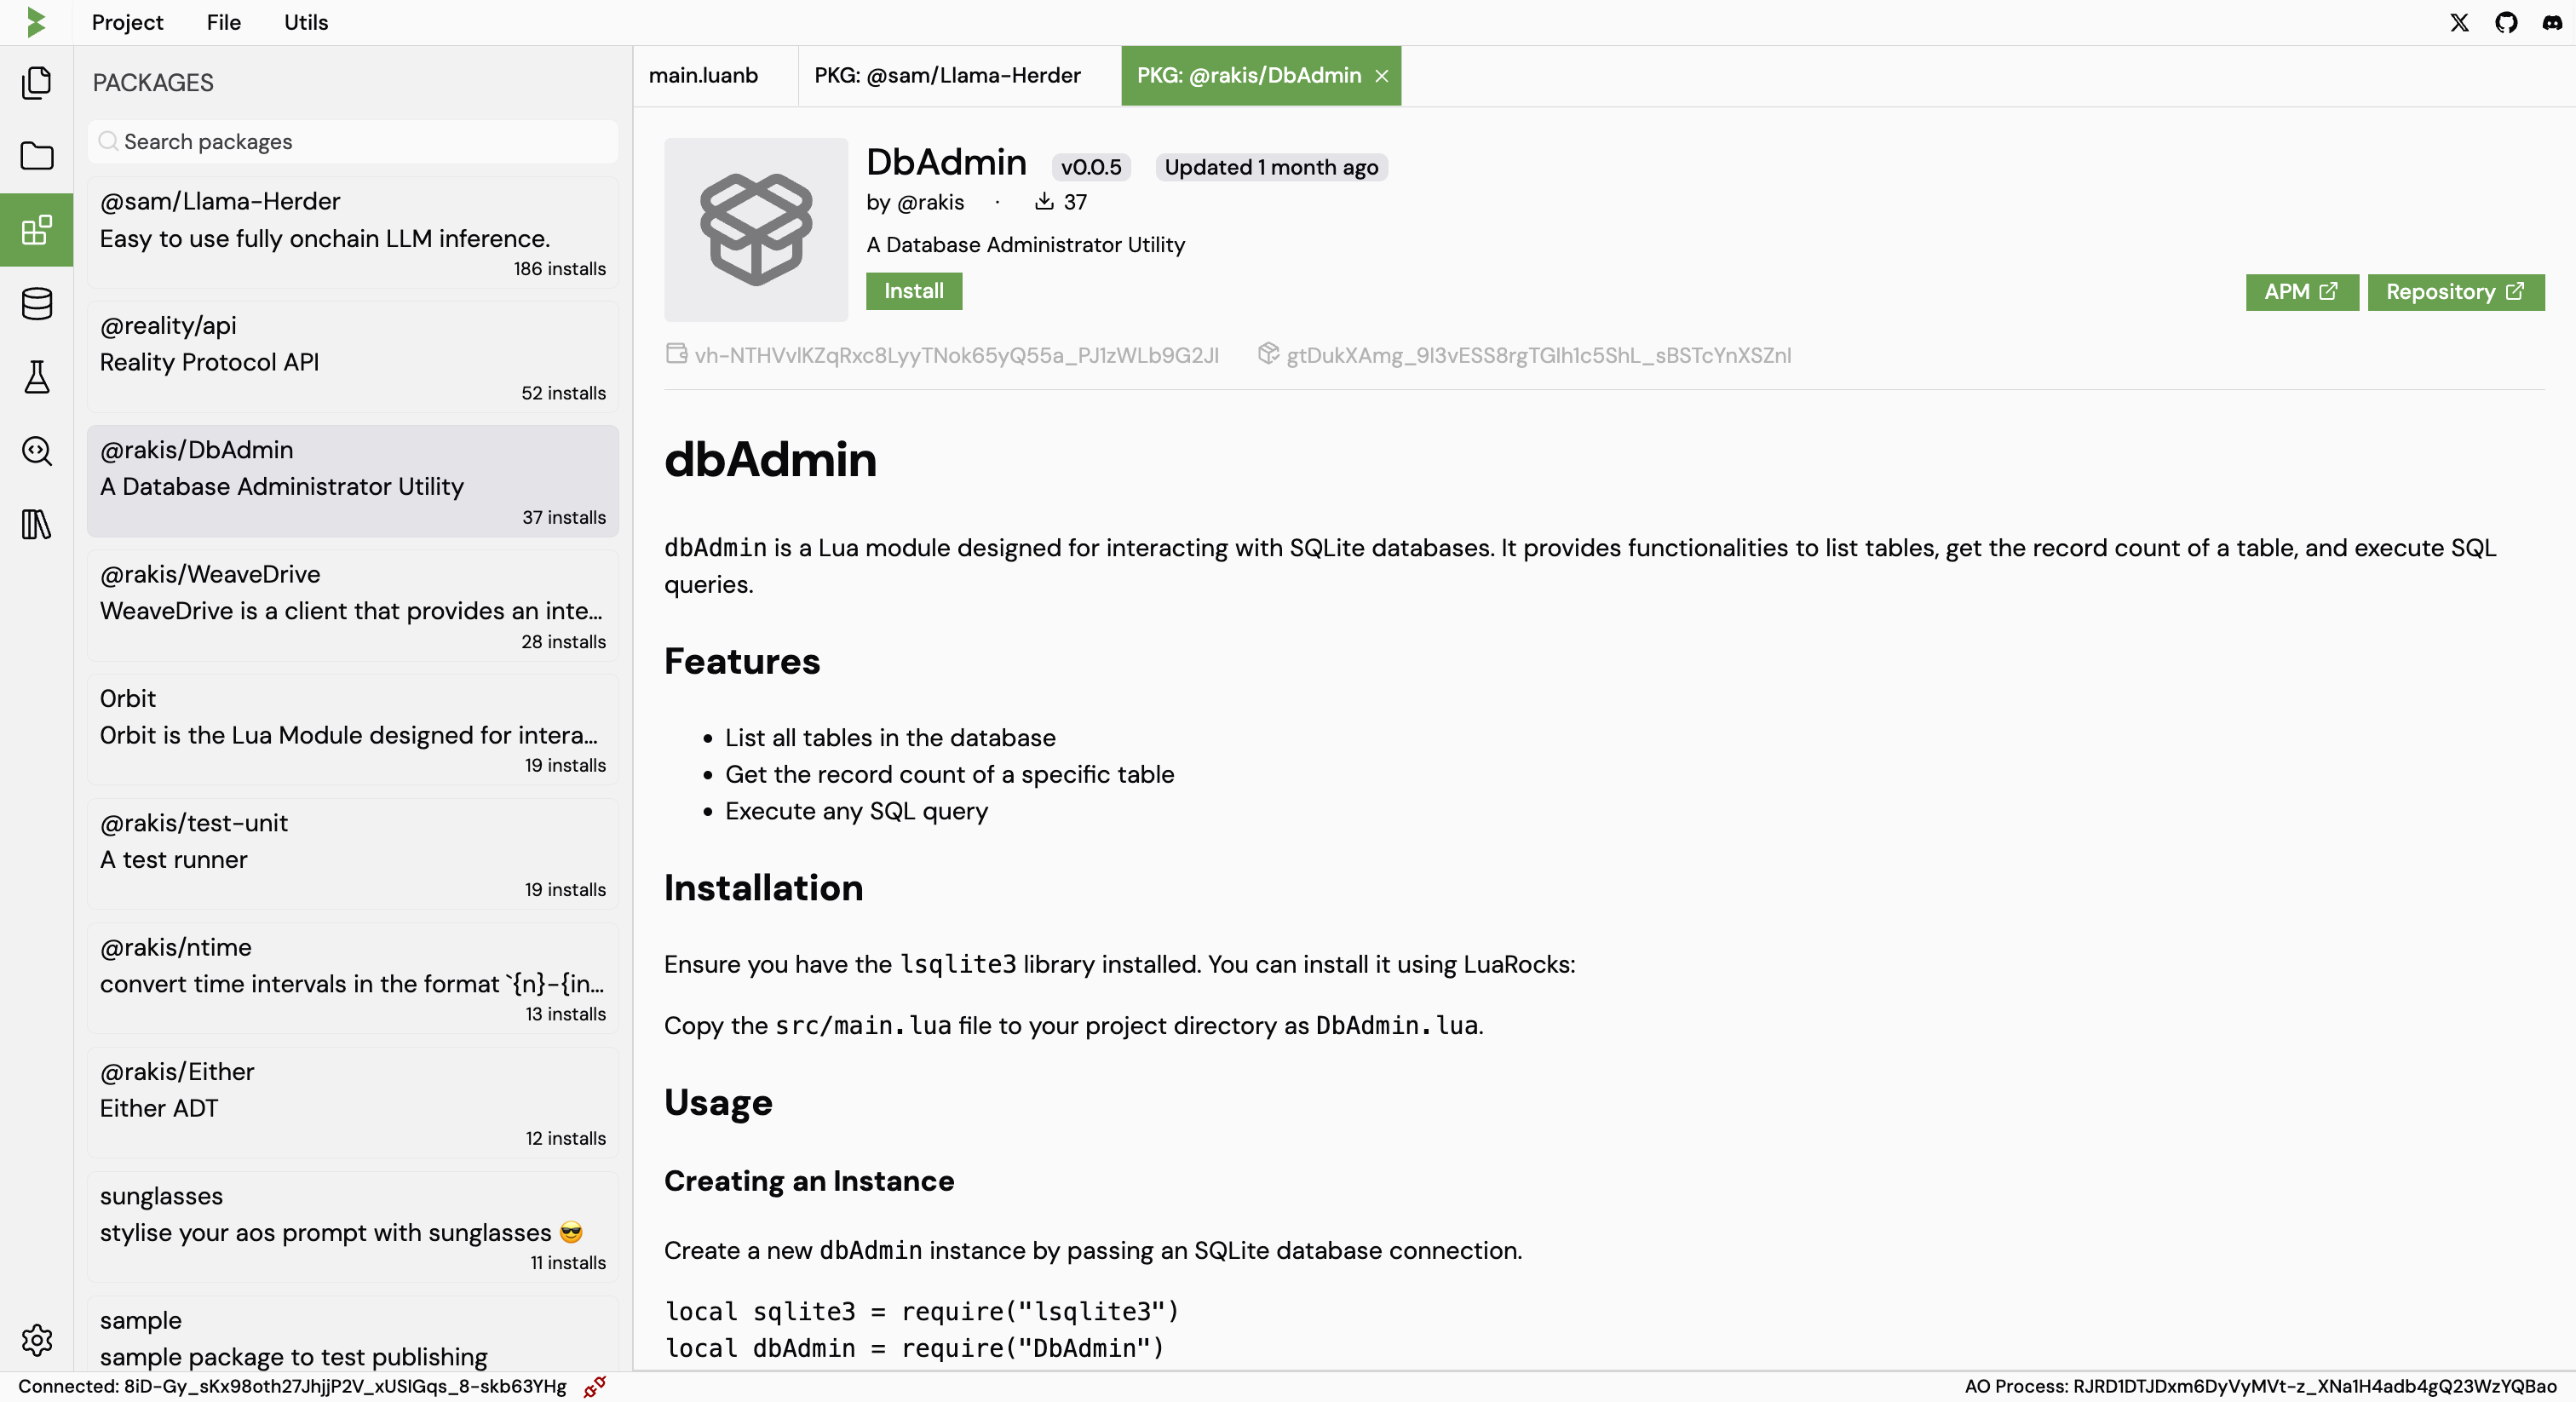 Project File Utils
PACKAGES
Search packages
@sam/Llama-Herder
Easy to use fully onchain LLM inference.
186 installs
@reality/api
Reality Protocol API
52 installs
@rakis/DbAdmin
A Database Administrator Utility
37 installs
@rakis/WeaveDrive
WeaveDrive is a client that provides an inte...
28 installs
0rbit
0rbit is the Lua Module designed for intera...
19 installs
@rakis/test-unit
A test runner
19 installs
@rakis/ntime
convert time intervals in the format `{n}-{in...
13 installs
@rakis/Either
Either ADT
12 installs
sunglasses
stylise your aos prompt with sunglasses 😎
11 installs
sample
sample package to test publishing
main.luanb PKG: @sam/Llama-Herder PKG: @rakis/DbAdmin
DbAdmin v0.0.5 Updated 1 month ago
by @rakis · 37
A Database Administrator Utility
Install
APM Repository
vh-NTHVvlKZqRxc8LyyTNok65yQ55a_PJ1zWLb9G2JI gtDukXAmg_9I3vESS8rgTGIh1c5ShL_sBSTcYnXSZnI
dbAdmin
dbAdmin is a Lua module designed for interacting with SQLite databases. It provides functionalities to list tables, get the record count of a table, and execute SQL
queries.
Features
• List all tables in the database
• Get the record count of a specific table
• Execute any SQL query
Installation
Ensure you have the lsqlite3 library installed. You can install it using LuaRocks:
Copy the src/main.lua file to your project directory as DbAdmin.lua.
Usage
Creating an Instance
Create a new dbAdmin instance by passing an SQLite database connection.
local sqlite3 = require("lsqlite3")
local dbAdmin = require("DbAdmin")
Connected: 8iD-Gy_sKx98oth27JhjjP2V_xUSIGqs_8-skb63YHg
AO Process: RJRD1DTJDxm6DyVyMVt-z_XNa1H4adb4gQ23WzYQBao